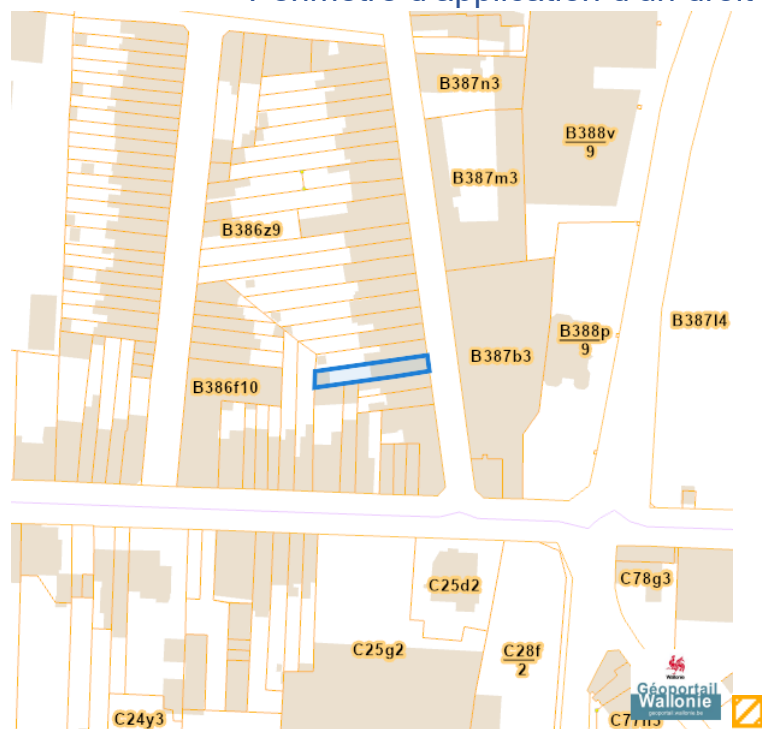 B387n3
B388v
9
B387m3
B386z9
B387l4
B388p
9
B387b3
B386f10
C25d2
C78g3
C25g2
C28f
2
C24y3
Wallonie
Géoportail
Wallonie
geoportail.wallonie.be